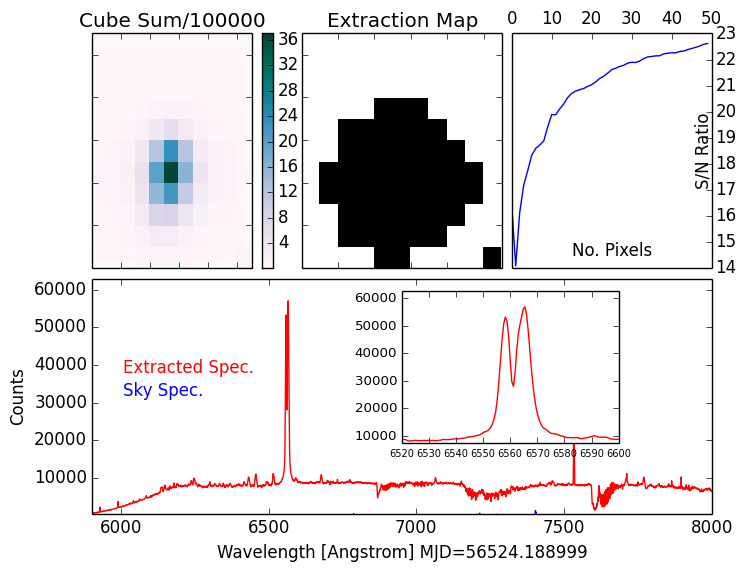 Cube Sum/100000
Extraction Map
0 10 20 30 40 50
36
32
28
24
20
16
12
8
4
23
22
21
20
19
18
17
16
15
14
S/N Ratio
No. Pixels
60000
50000
40000
30000
20000
10000
Counts
Extracted Spec.
Sky Spec.
60000
50000
40000
30000
20000
10000
6520 6530 6540 6550 6560 6570 6580 6590 6600
6000 6500 7000 7500 8000
Wavelength [Angstrom] MJD=56524.188999